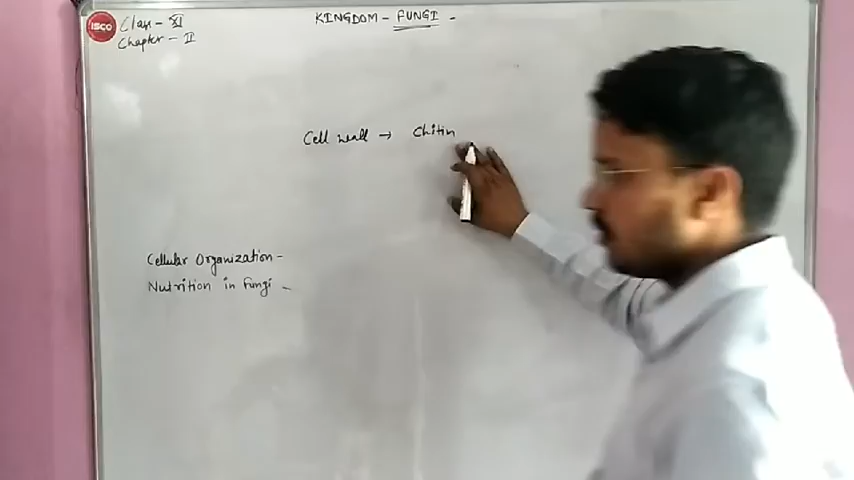 ISCO
Class - XI
Chapter - II
KINGDOM - FUNGI -
Cell wall → Chitin
Cellular Organization -
Nutrition in Fungi -